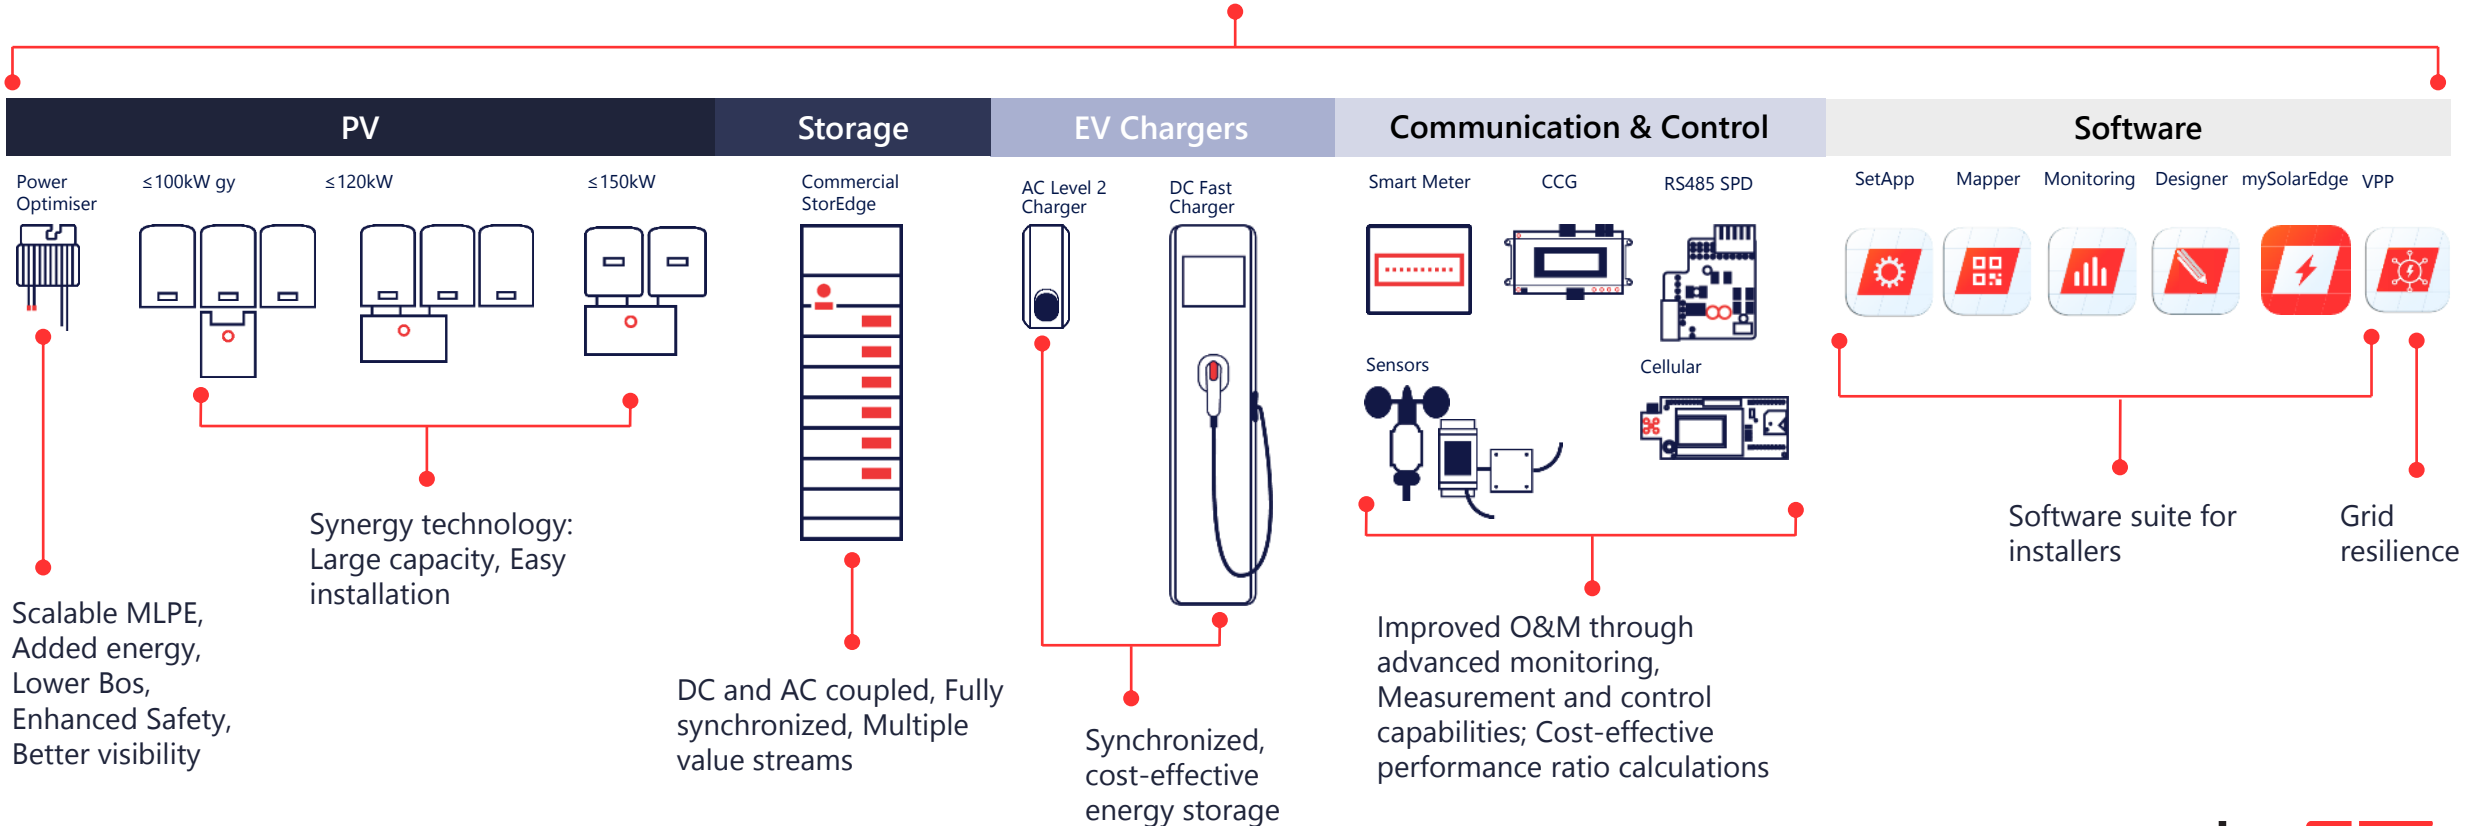 PV
Storage
EV Chargers
Communication & Control
Software
Power
Optimiser
≤100kW gy
≤120kW
≤150kW
Commercial
StorEdge
AC Level 2
Charger
DC Fast
Charger
Smart Meter
CCG
RS485 SPD
Sensors
Cellular
SetApp
Mapper
Monitoring
Designer
mySolarEdge
VPP
Scalable MLPE,
Added energy,
Lower Bos,
Enhanced Safety,
Better visibility
Synergy technology:
Large capacity, Easy
installation
DC and AC coupled, Fully
synchronized, Multiple
value streams
Synchronized,
cost-effective
energy storage
Improved O&M through
advanced monitoring,
Measurement and control
capabilities; Cost-effective
performance ratio calculations
Software suite for
installers
Grid
resilience